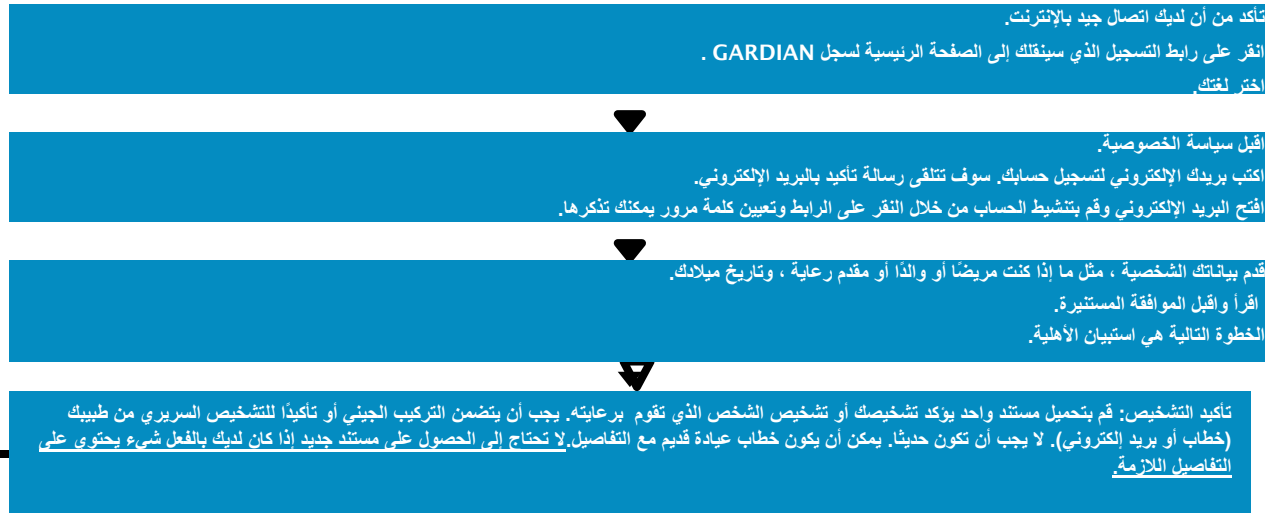 تأكد من أن لديك اتصال جيد بالإنترنت.
انقر على رابط التسجيل الذي سينقلك إلى الصفحة الرئيسية لسجل GARDIAN .
اختر لغتك.
اقبل سياسة الخصوصية.
اكتب بريدك الإلكتروني لتسجيل حسابك. سوف تتلقى رسالة تأكيد بالبريد الإلكتروني.
افتح البريد الإلكتروني وقم بتنشيط الحساب من خلال النقر على الرابط وتعيين كلمة مرور يمكنك تذكرها.
قدم بياناتك الشخصية ، مثل ما إذا كنت مريضًا أو والدًا أو مقدم رعاية ، وتاريخ ميلادك.
اقرأ واقبل الموافقة المستنيرة.
الخطوة التالية هي استبيان الأهلية.
تأكيد التشخيص: قم بتحميل مستند واحد يؤكد تشخيصك أو تشخيص الشخص الذي تقوم برعايته. يجب أن يتضمن التركيب الجيني أو تأكيدًا للتشخيص السريري من طبيبك
(خطاب أو بريد إلكتروني). لا يجب أن تكون حديثا. يمكن أن يكون خطاب عيادة قديم مع التفاصيل.لا تحتاج إلى الحصول على مستند جديد إذا كان لديك بالفعل شيء يحتوى على
التفاصيل اللازمة.